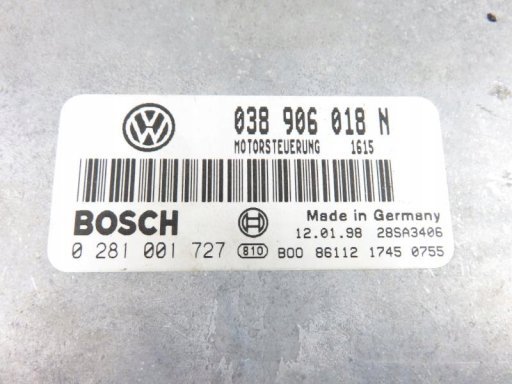 038 906 018 N
MOTORSTEUERUNG 1615
BOSCH
Made in Germany
12.01.98 28SA3406
0 281 001 727 810 B00 86112 1745 0755